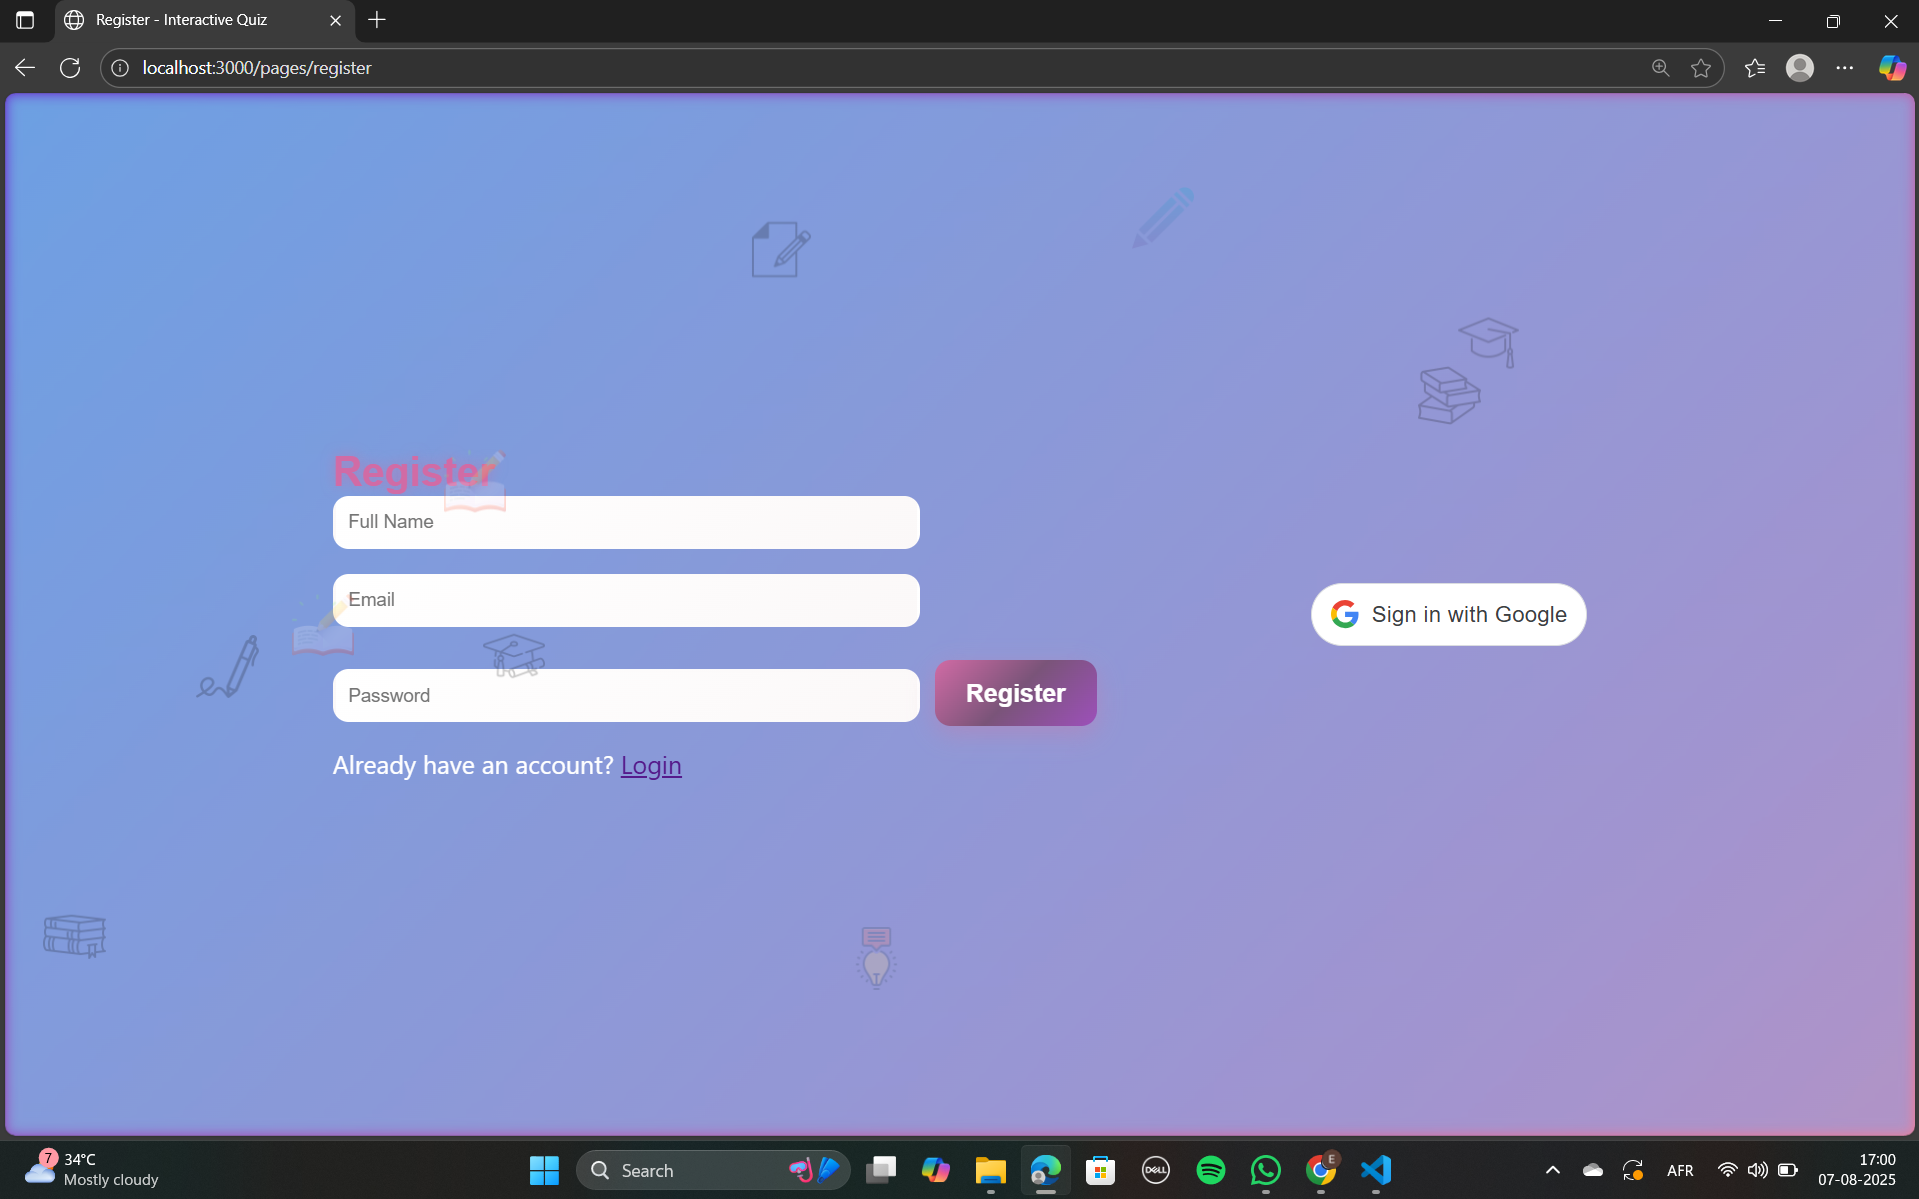 Register - Interactive Quiz
localhost:3000/pages/register
Register
Full Name
Email
Sign in with Google
Password
Register
Already have an account? Login
7
34°C
Mostly cloudy
Search
DELL
E
AFR
17:00
07-08-2025